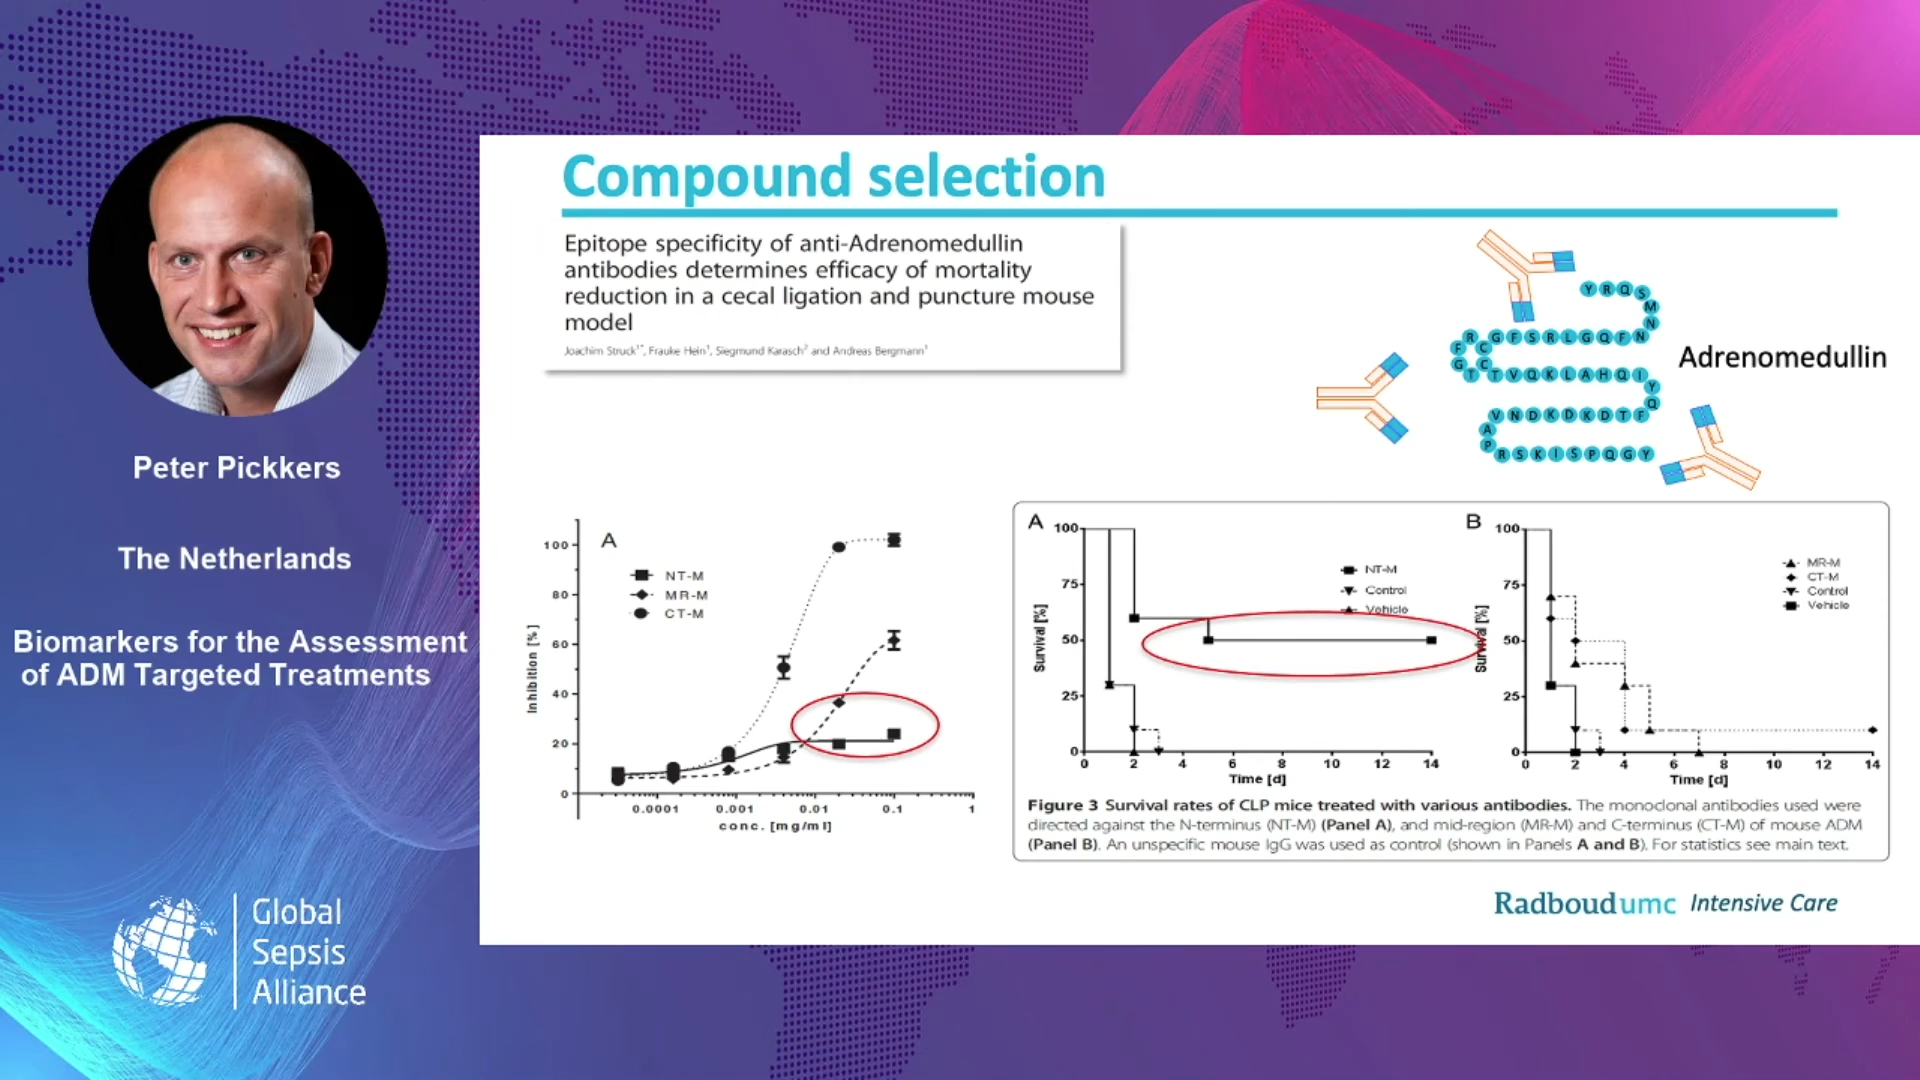 Peter Pickkers
The Netherlands
Biomarkers for the Assessment
of ADM Targeted Treatments
Global
Sepsis
Alliance
Compound selection
Epitope specificity of anti-Adrenomedullin
antibodies determines efficacy of mortality
reduction in a cecal ligation and puncture mouse
model
Joachim Struck1*, Frauke Hein1, Siegmund Karasch2 and Andreas Bergmann1
Y R Q S
M
N
R G F S R L G Q F N
F C
G C
T T V Q K L A H Q I
Y
Q
V N D K D K D T F
A
P
R S K I S P Q G Y
Adrenomedullin
A
NT-M
MR-M
CT-M
Inhibition [%]
100
80
60
40
20
0
0.0001 0.001 0.01 0.1 1
conc. [mg/ml]
A
NT-M
Control
Vehicle
Survival [%]
100
75
50
25
0
0 2 4 6 8 10 12 14
Time [d]
B
MR-M
CT-M
Control
Vehicle
Survival [%]
100
75
50
25
0
0 2 4 6 8 10 12 14
Time [d]
Figure 3 Survival rates of CLP mice treated with various antibodies. The monoclonal antibodies used were
directed against the N-terminus (NT-M) (Panel A), and mid-region (MR-M) and C-terminus (CT-M) of mouse ADM
(Panel B). An unspecific mouse IgG was used as control (shown in Panels A and B). For statistics see main text.
Radboudumc Intensive Care